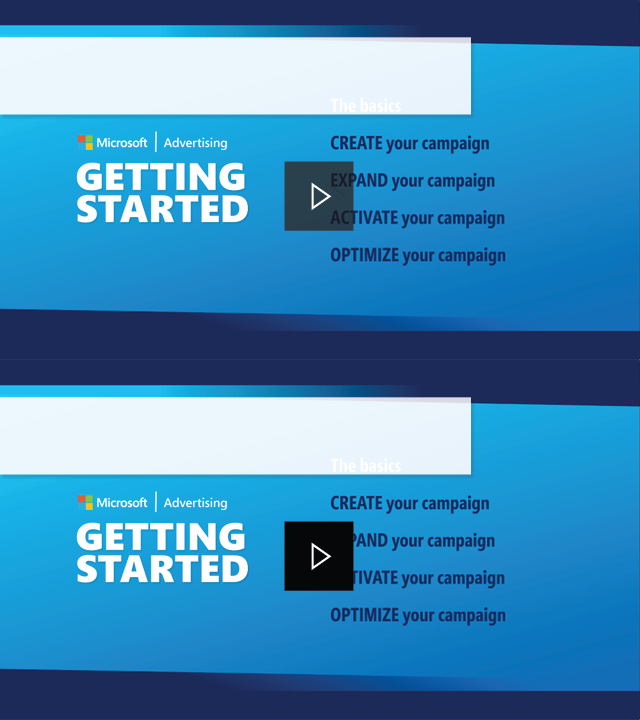 The basics
Microsoft | Advertising
CREATE your campaign
GETTING
STARTED
EXPAND your campaign
ACTIVATE your campaign
OPTIMIZE your campaign
The basics
Microsoft | Advertising
CREATE your campaign
GETTING
STARTED
PAND your campaign
TIVATE your campaign
OPTIMIZE your campaign